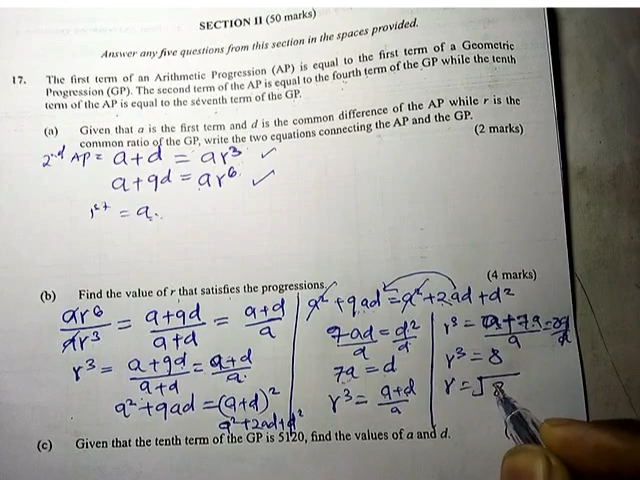 SECTION II (50 marks)
Answer any five questions from this section in the spaces provided.
17. The first term of an Arithmetic Progression (AP) is equal to the first term of a Geometric
Progression (GP). The second term of the AP is equal to the fourth term of the GP while the tenth
term of the AP is equal to the seventh term of the GP.
(a) Given that a is the first term and d is the common difference of the AP while r is the
common ratio of the GP, write the two equations connecting the AP and the GP.
(2 marks)
2nd AP = a+d = ar³ ✓
a+9d = ar⁶ ✓
1st = a.
(4 marks)
(b) Find the value of r that satisfies the progressions.
ar⁶/ar³ = a+9d/a+d = a+d/a
r³ = a+9d/a+d = a+d/a
a²+9ad = (a+d)²
a²+2ad+d²
a²+9ad = a²+2ad+d²
7ad/a = d²/d
7a = d
r³ = a+d/a
r³ = a+7a/a
r³ = 8
r = √8
(c) Given that the tenth term of the GP is 5120, find the values of a and d.